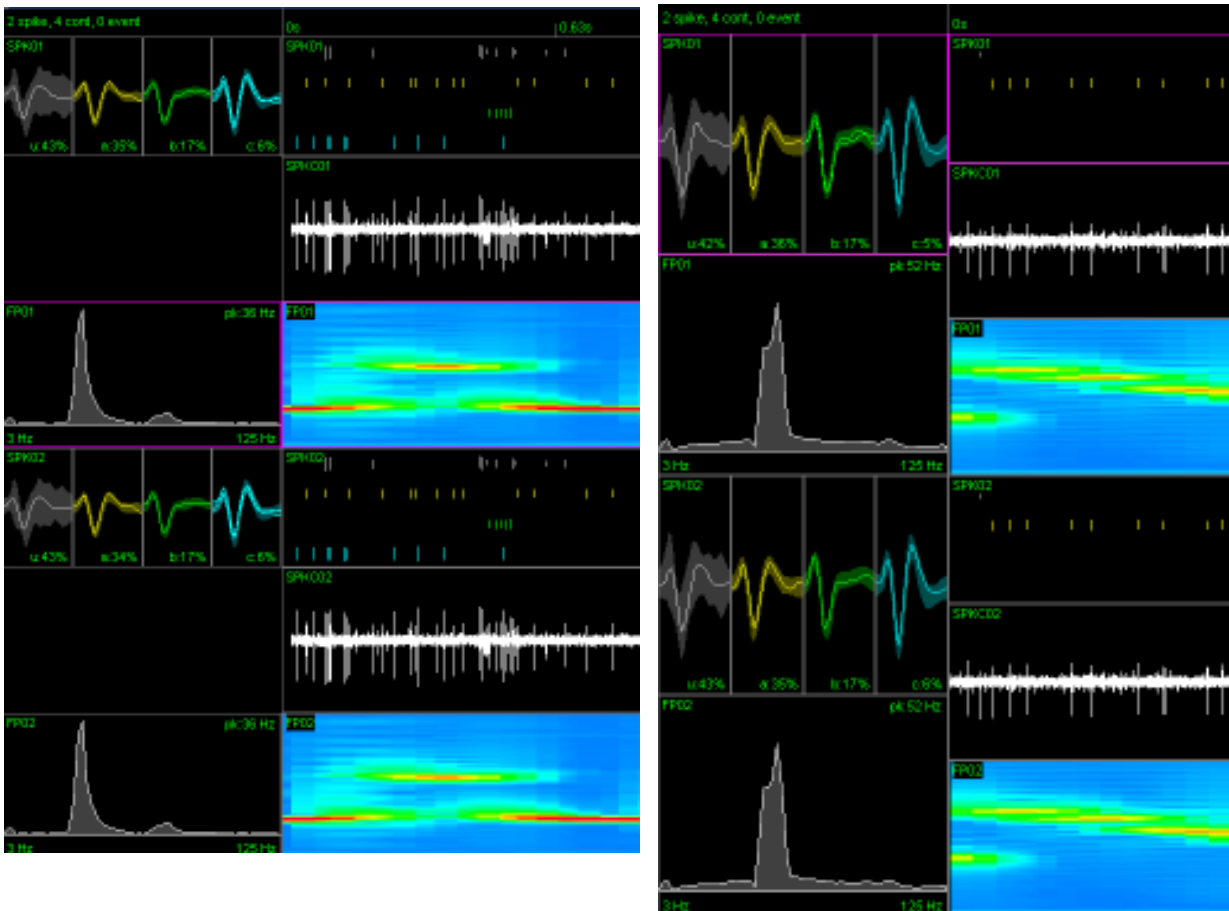 2 spike, 4 cont, 0 event
0s
0.63s
SPK01
u:43%
a:35%
b:17%
c:6%
SPK01
SPKC01
FP01
pk:36 Hz
3 Hz
125 Hz
FP01
SPK02
u:43%
a:34%
b:17%
c:6%
SPK02
SPKC02
FP02
pk:36 Hz
3 Hz
125 Hz
FP02
2 spike, 4 cont, 0 event
0s
SPK01
u:42%
a:36%
b:17%
c:5%
SPK01
SPKC01
FP01
pk:52 Hz
3 Hz
125 Hz
FP01
SPK02
u:43%
a:35%
b:17%
c:6%
SPK02
SPKC02
FP02
pk:52 Hz
3 Hz
125 Hz
FP02